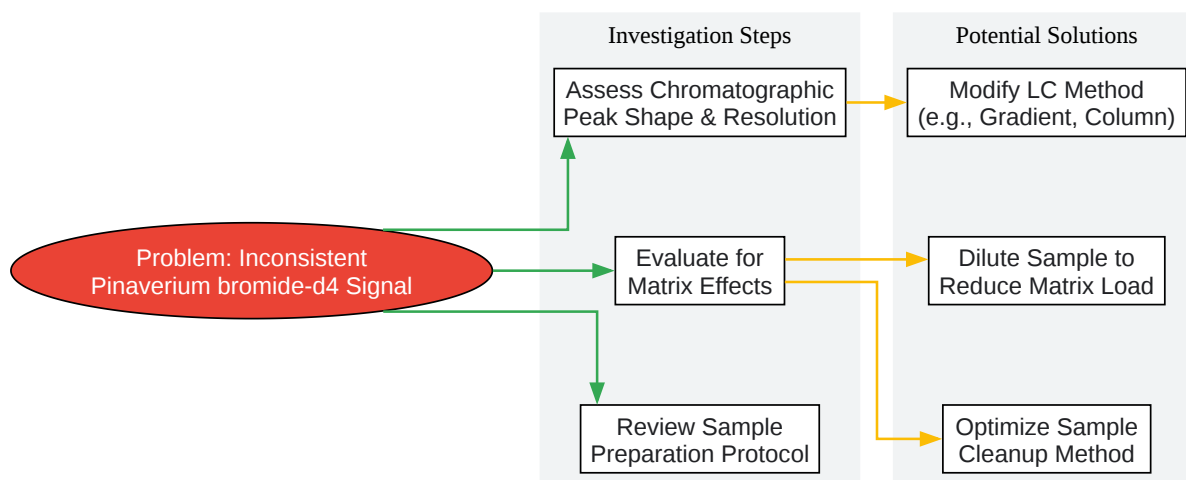 Investigation Steps
Potential Solutions
Assess Chromatographic
Peak Shape & Resolution
Modify LC Method
(e.g., Gradient, Column)
Problem: Inconsistent
Pinaverium bromide-d4 Signal
Evaluate for
Matrix Effects
Dilute Sample to
Reduce Matrix Load
Review Sample
Preparation Protocol
Optimize Sample
Cleanup Method